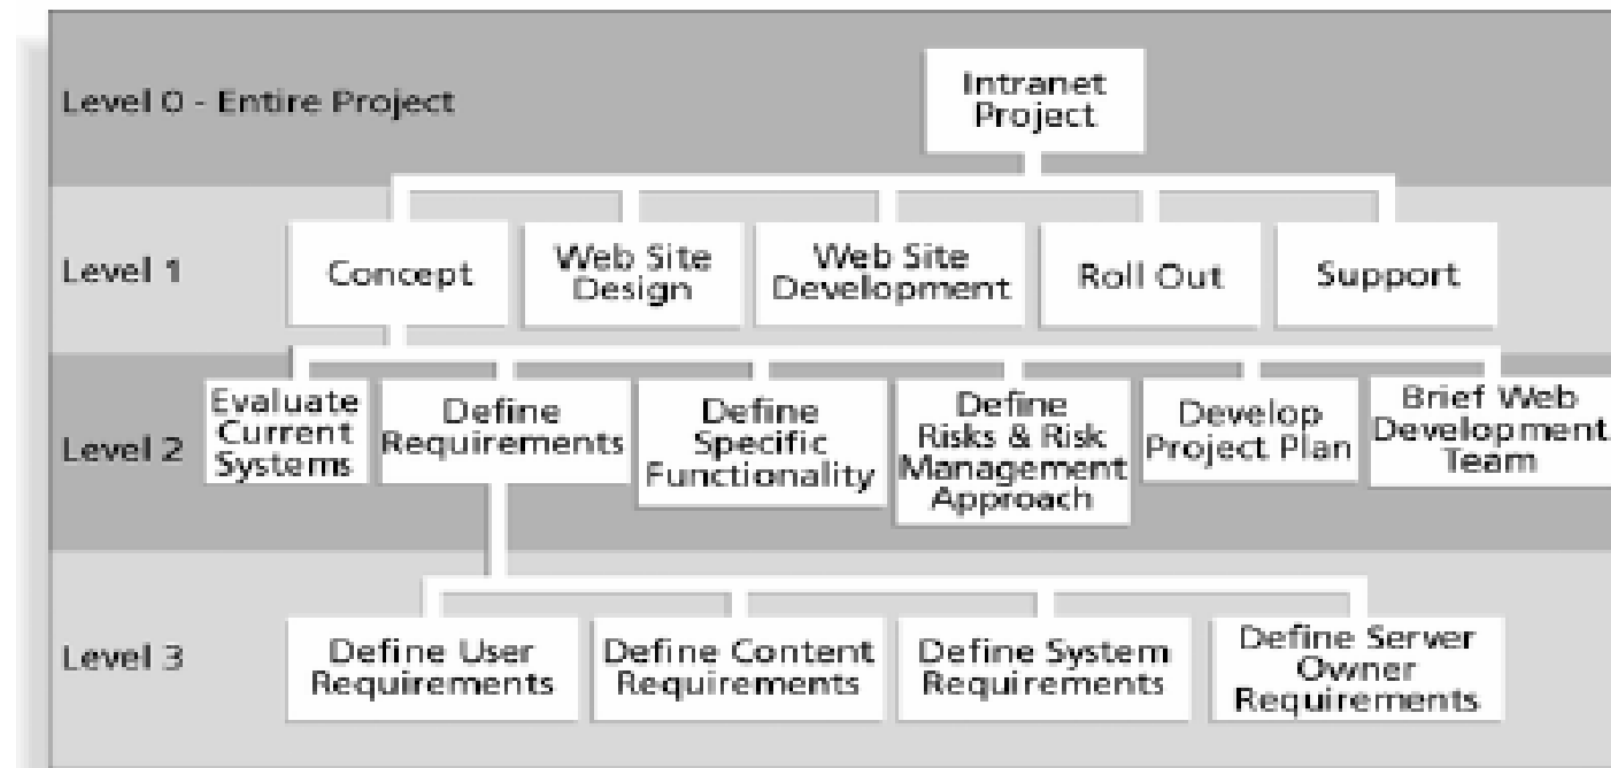 Level 0 - Entire Project
Intranet
Project
Level 1
Concept
Web Site
Design
Web Site
Development
Roll Out
Support
Level 2
Evaluate
Current
Systems
Define
Requirements
Define
Specific
Functionality
Define
Risks & Risk
Management
Approach
Develop
Project Plan
Brief Web
Development
Team
Level 3
Define User
Requirements
Define Content
Requirements
Define System
Requirements
Define Server
Owner
Requirements